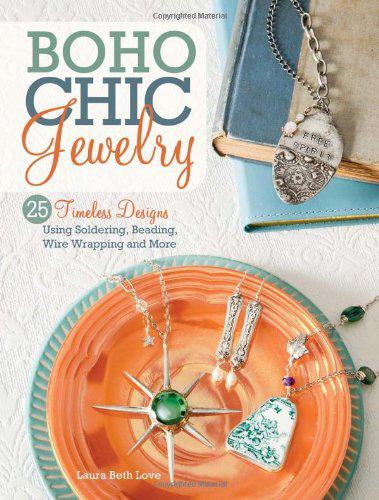 Copyrighted Material
BOHO
CHIC
Jewelry
25 Timeless Designs
Using Soldering, Beading,
Wire Wrapping and More
FREE
SPIRIT
Laura Beth Love
Copyrighted Material